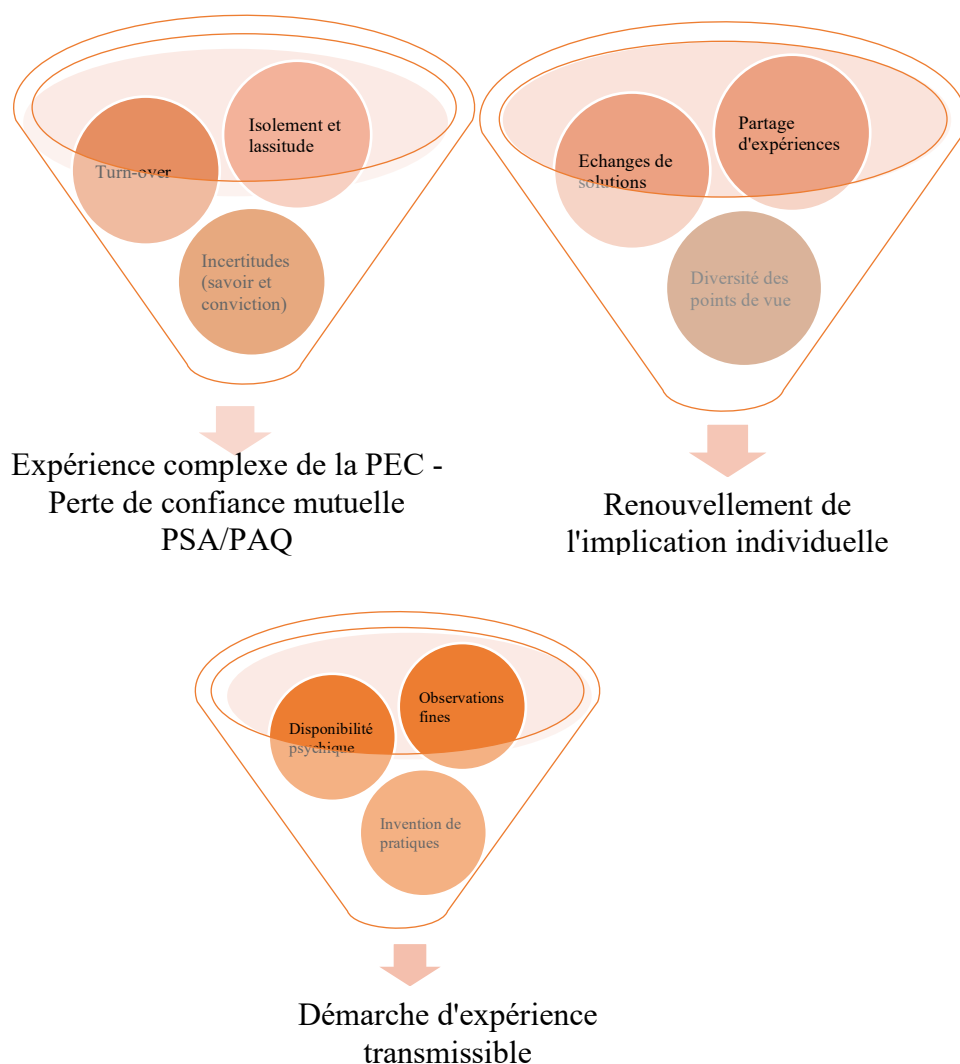 Isolement et
lassitude
Turn-over
Incertitudes
(savoir et
conviction)
Expérience complexe de la PEC -
Perte de confiance mutuelle
PSA/PAQ
Partage
d'expériences
Echanges de
solutions
Diversité des
points de vue
Renouvellement de
l'implication individuelle
Observations
fines
Disponibilité
psychique
Invention de
pratiques
Démarche d'expérience
transmissible